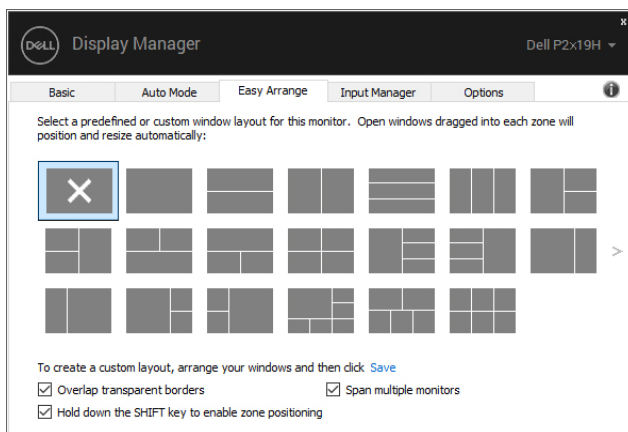 x
DELL Display Manager Dell P2x19H
Basic Auto Mode Easy Arrange Input Manager Options
Select a predefined or custom window layout for this monitor. Open windows dragged into each zone will
position and resize automatically:
To create a custom layout, arrange your windows and then click Save
Overlap transparent borders Span multiple monitors
Hold down the SHIFT key to enable zone positioning